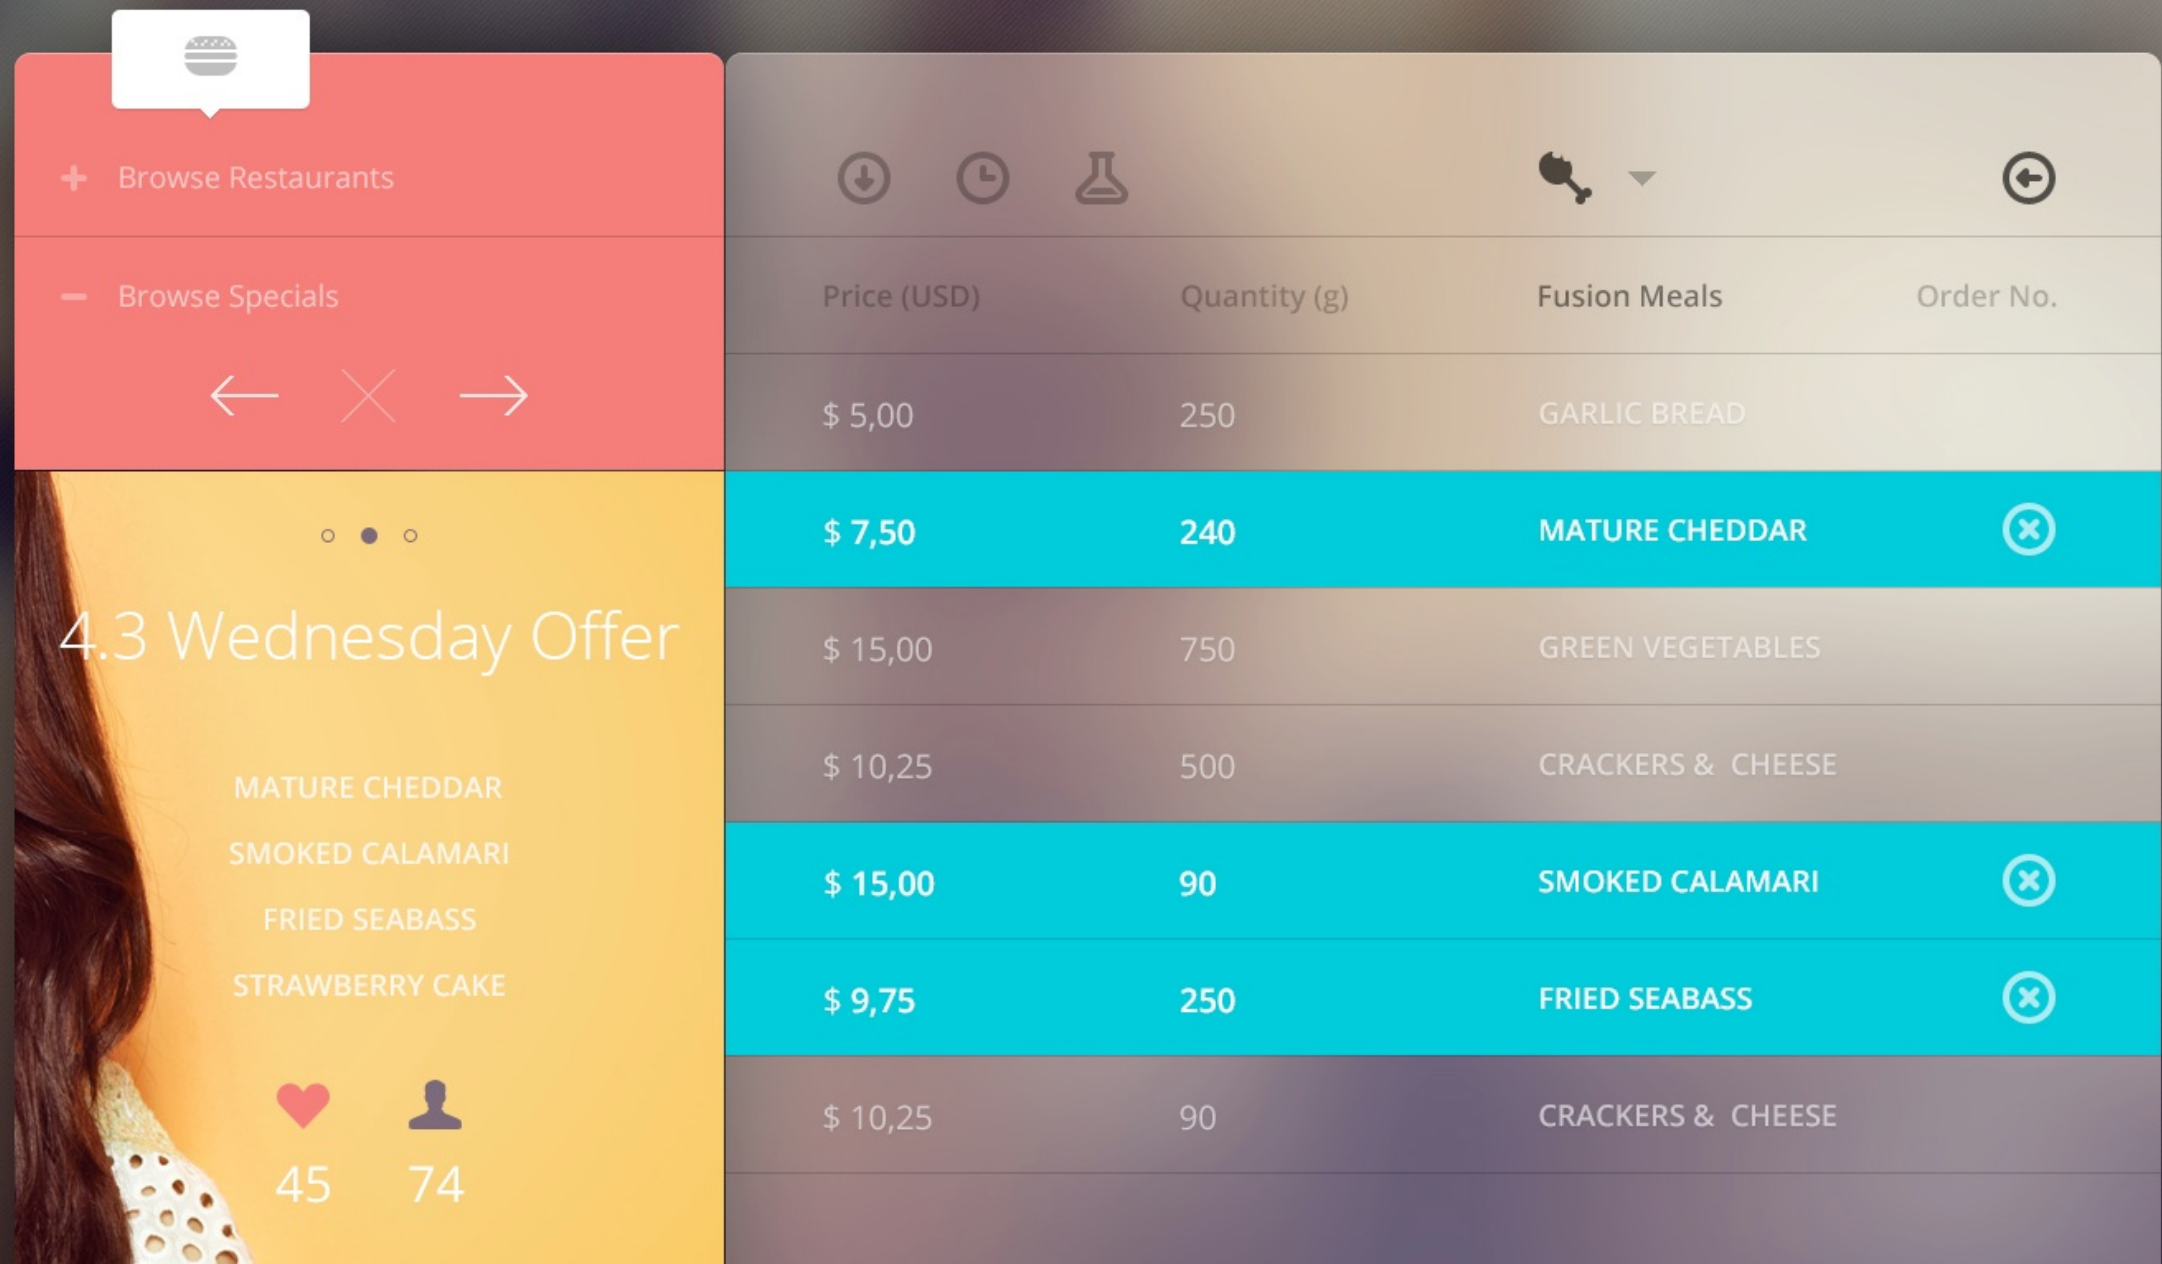 Browse Restaurants
Browse Specials
4.3 Wednesday Offer
MATURE CHEDDAR
SMOKED CALAMARI
FRIED SEABASS
STRAWBERRY CAKE
45 74
Price (USD) Quantity (g) Fusion Meals Order No.
$ 5,00 250 GARLIC BREAD
$ 7,50 240 MATURE CHEDDAR
$ 15,00 750 GREEN VEGETABLES
$ 10,25 500 CRACKERS & CHEESE
$ 15,00 90 SMOKED CALAMARI
$ 9,75 250 FRIED SEABASS
$ 10,25 90 CRACKERS & CHEESE